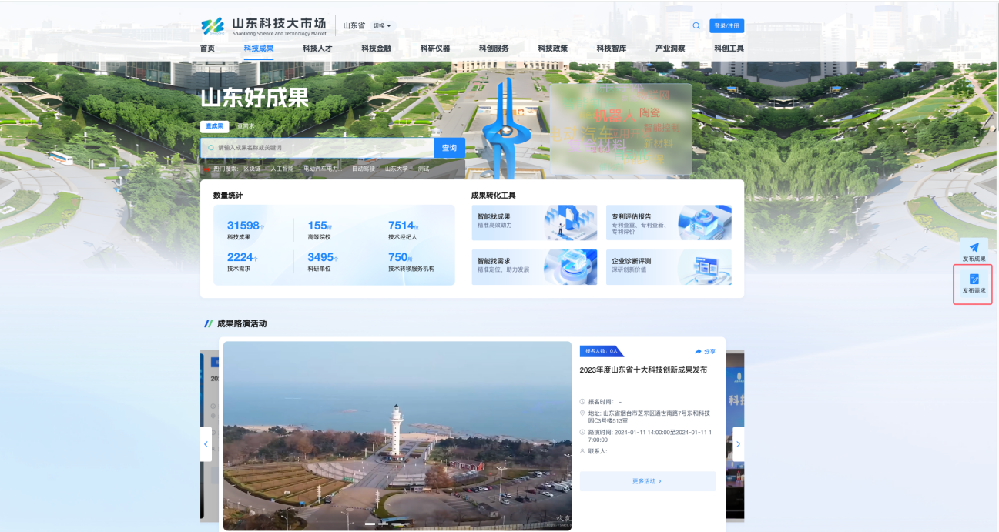 山东科技大市场
ShanDong Science and Technology Market
山东省 切换
登录/注册
首页 科技成果 科技人才 科技金融 科研仪器 科创服务 科技政策 科技智库 产业洞察 科创工具
山东好成果
查成果 查需求
请输入成果名称或关键词
查询
热门搜索: 区块链 人工智能 电动汽车电力... 自动驾驶 山东大学 测试
机器人 陶瓷
智能控制
电动汽车
新材料
自动化
数量统计
31598个 155所 7514位
科技成果 高等院校 技术经纪人
2224个 3495个 750所
技术需求 科研单位 技术转移服务机构
成果转化工具
智能找成果
精准高效助力
专利评估报告
专利查重、专利查新、
专利评价
智能找需求
精准定位、助力发展
企业诊断评测
深研创新价值
发布成果
发布需求
成果路演活动
报名人数: 0人
分享
2023年度山东省十大科技创新成果发布
报名时间: -
地址: 山东省烟台市芝罘区通世南路7号东和科技
园C3号楼513室
路演时间: 2024-01-11 14:00:00至2024-01-11 1
7:00:00
联系人:
更多活动 >